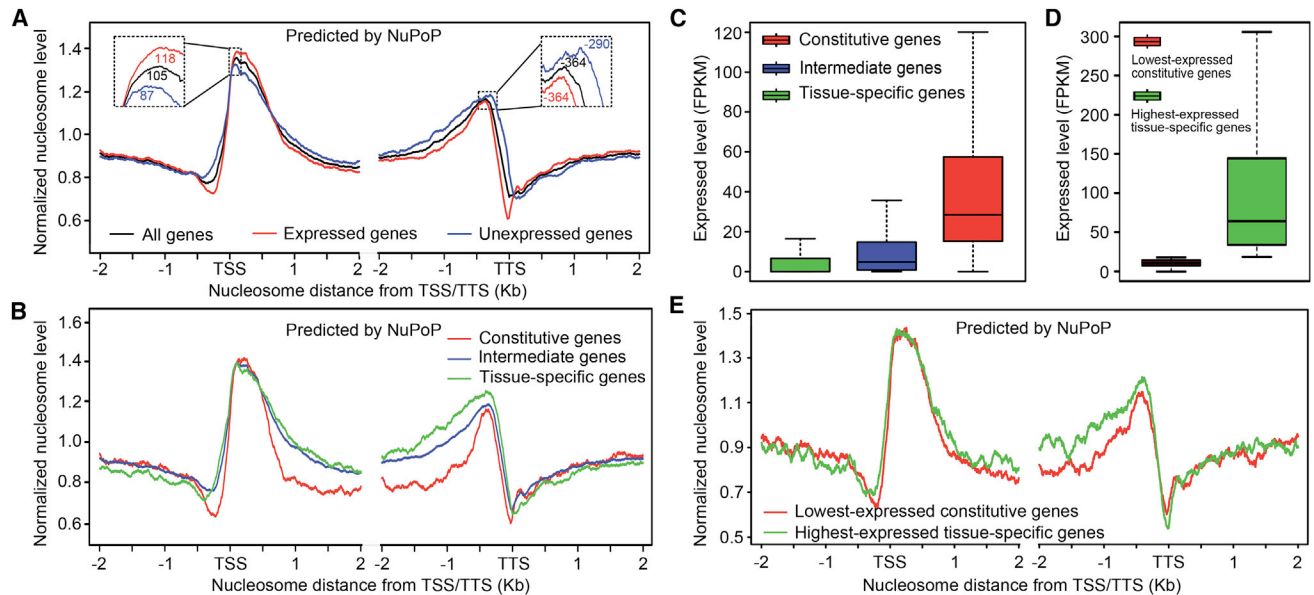 A
Normalized nucleosome level
1.4
1.2
1.0
0.8
0.6
Predicted by NuPoP
118
105
87
-290
-364
-364
All genes
Expressed genes
Unexpressed genes
-2
-1
TSS
1
2
-2
-1
TTS
1
2
Nucleosome distance from TSS/TTS (Kb)
B
Normalized nucleosome level
1.6
1.4
1.2
1.0
0.8
0.6
Predicted by NuPoP
Constitutive genes
Intermediate genes
Tissue-specific genes
-2
-1
TSS
1
2
-2
-1
TTS
1
2
Nucleosome distance from TSS/TTS (Kb)
C
Expressed level (FPKM)
120
100
80
60
40
20
0
Constitutive genes
Intermediate genes
Tissue-specific genes
D
Expressed level (FPKM)
300
250
200
150
100
50
0
Lowest-expressed
constitutive genes
Highest-expressed
tissue-specific genes
E
Normalized nucleosome level
1.5
1.3
1.1
0.9
0.7
0.5
Predicted by NuPoP
Lowest-expressed constitutive genes
Highest-expressed tissue-specific genes
-2
-1
TSS
1
2
-2
-1
TTS
1
2
Nucleosome distance from TSS/TTS (Kb)